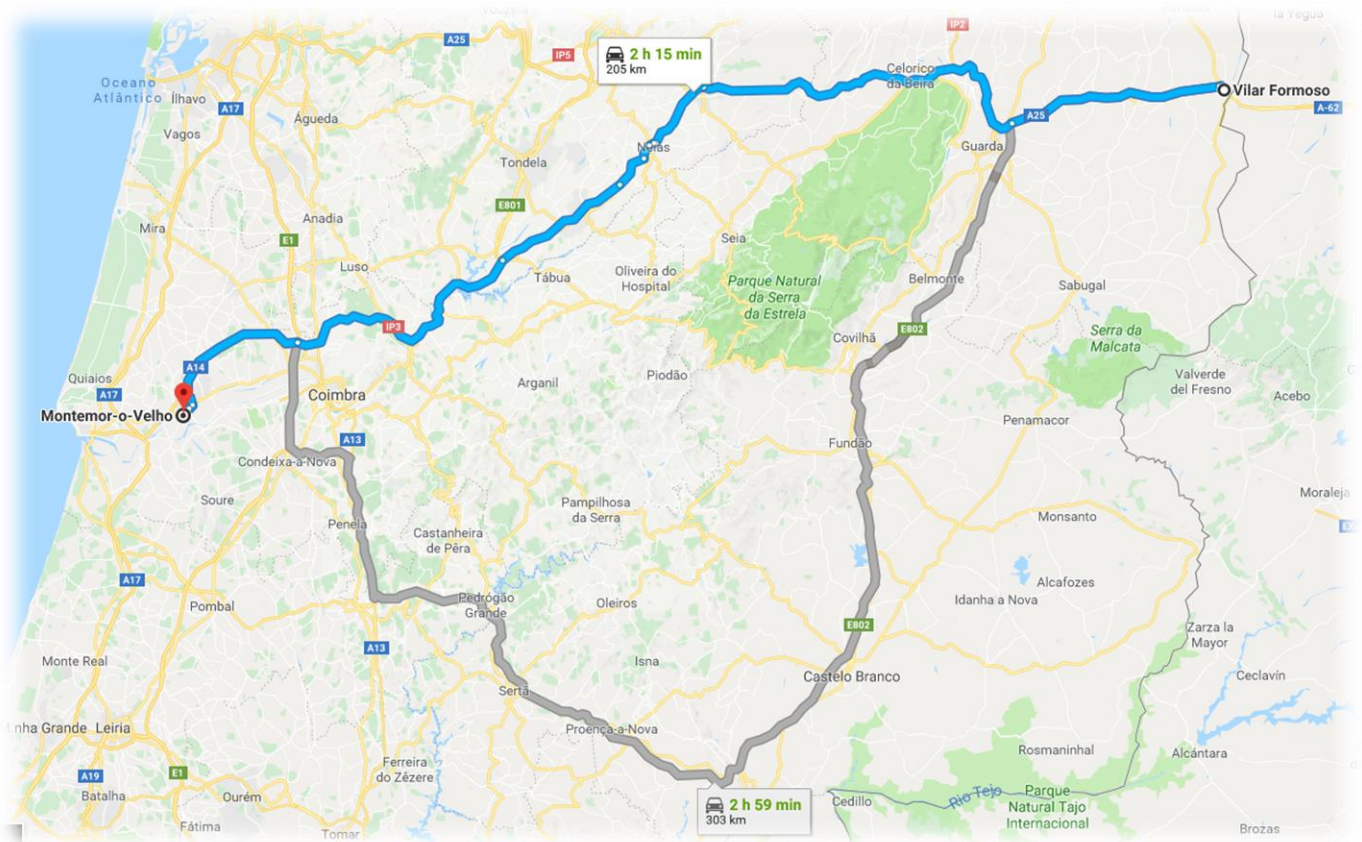 la Yegua
IP2
A25
IP5
2 h 15 min
205 km
Celorico
da Beira
Oceano
Atlântico
Ílhavo
A17
Vilar Formoso
A-62
A25
Águeda
Vagos
Nelas
Guarda
Tondela
E801
Anadia
Mira
E1
Seia
Luso
Tábua
Oliveira do
Hospital
Parque Natural
da Serra
da Estrela
Belmonte
Sabugal
IP3
E802
Covilhã
Serra da
Malcata
A14
Quiaios
A17
Arganil
Piodão
Valverde
del Fresno
Acebo
Coimbra
Montemor-o-Velho
Penamacor
A13
Fundão
Condeixa-a-Nova
Soure
Pampilhosa
da Serra
Moraleja
Monsanto
Penela
Castanheira
de Pêra
A17
Alcafozes
Pombal
Pedrógão
Grande
Oleiros
Idanha a Nova
E802
Zarza la
Mayor
A13
Monte Real
Isna
Castelo Branco
Ceclavín
Sertã
inha Grande
Leiria
Proença-a-Nova
Rosmaninhal
Alcántara
Ferreira
do Zêzere
A19
E1
Batalha
Ourém
2 h 59 min
303 km
Cedillo
Rio Tejo
Parque
Natural Tajo
Internacional
Fátima
Tomar
Brozas